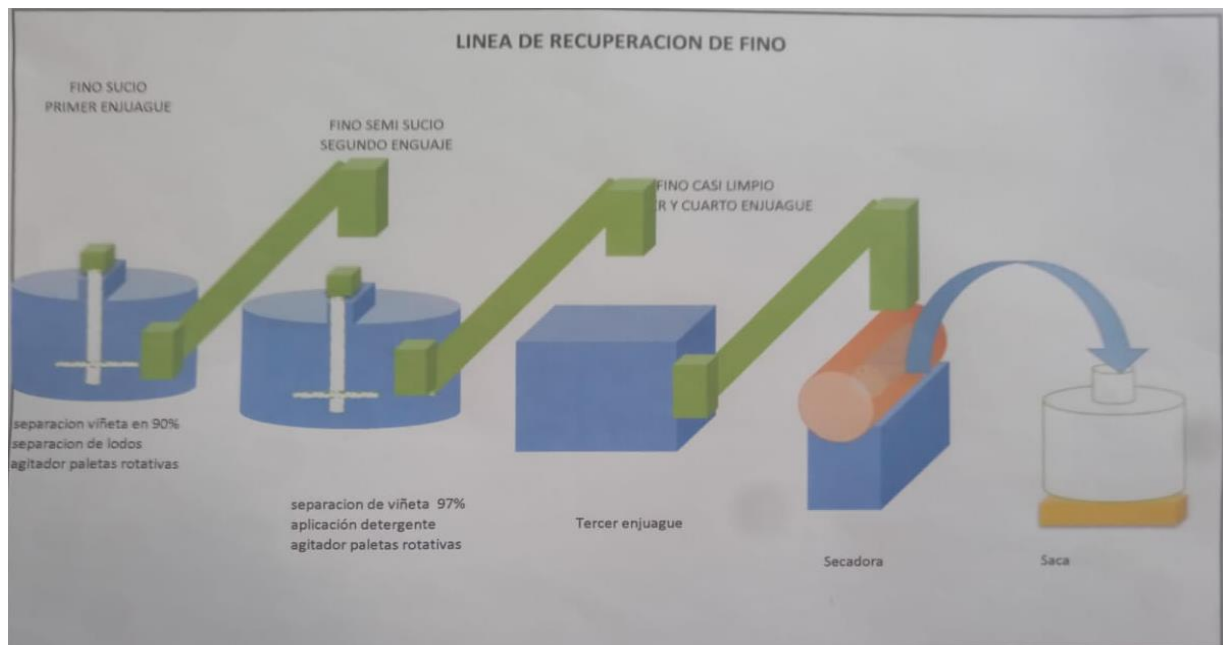 LINEA DE RECUPERACION DE FINO
FINO SUCIO
PRIMER ENJUAGUE
FINO SEMI SUCIO
SEGUNDO ENGUAJE
FINO CASI LIMPIO
R Y CUARTO ENJUAGUE
separacion viñeta en 90%
separacion de lodos
agitador paletas rotativas
separacion de viñeta 97%
aplicación detergente
agitador paletas rotativas
Tercer enjuague
Secadora
Saca